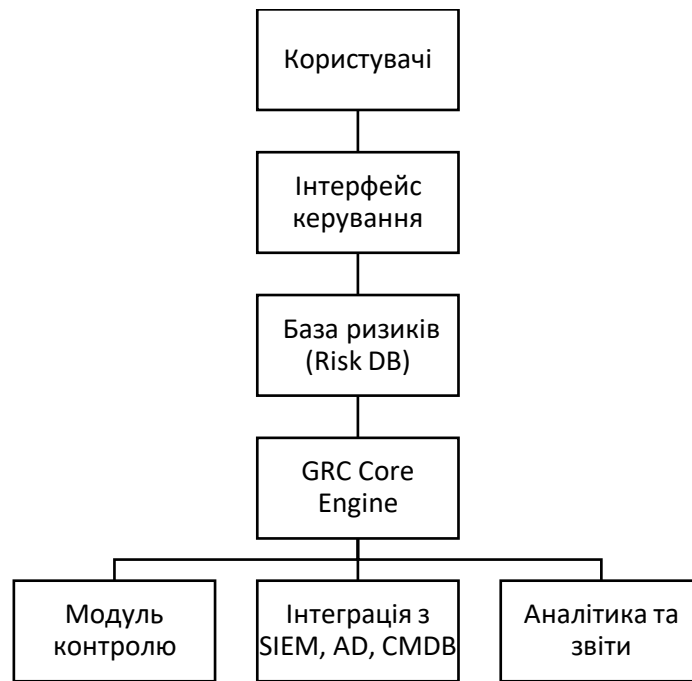 Користувачі
Інтерфейс
керування
База ризиків
(Risk DB)
GRC Core
Engine
Модуль
контролю
Інтеграція з
SIEM, AD, CMDB
Аналітика та
звіти